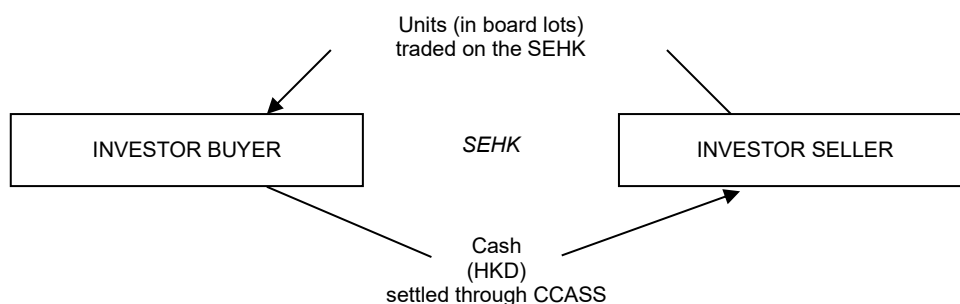 Units (in board lots)
traded on the SEHK
INVESTOR BUYER
SEHK
INVESTOR SELLER
Cash
(HKD)
settled through CCASS